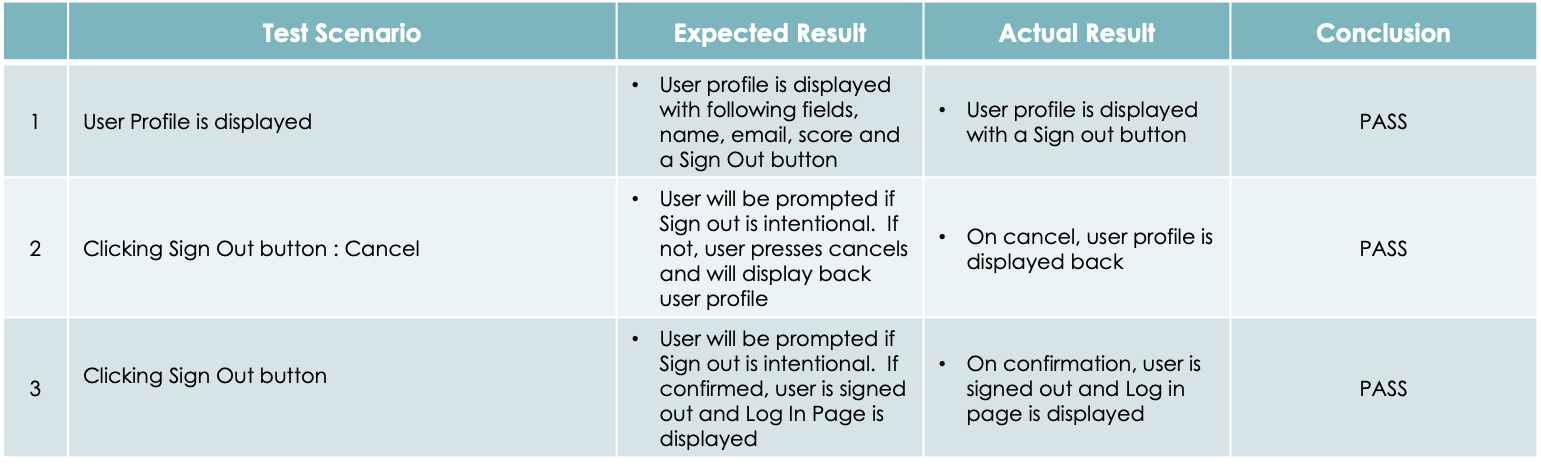 Test Scenario Expected Result Actual Result Conclusion
1
User Profile is displayed
• User profile is displayed
with following fields,
name, email, score and
a Sign Out button
• User profile is displayed
with a Sign out button
PASS
2
Clicking Sign Out button : Cancel
• User will be prompted if
Sign out is intentional.  If
not, user presses cancels
and will display back
user profile
• On cancel, user profile is
displayed back
PASS
3
Clicking Sign Out button
• User will be prompted if
Sign out is intentional.  If
confirmed, user is signed
out and Log In Page is
displayed
• On confirmation, user is
signed out and Log in
page is displayed
PASS